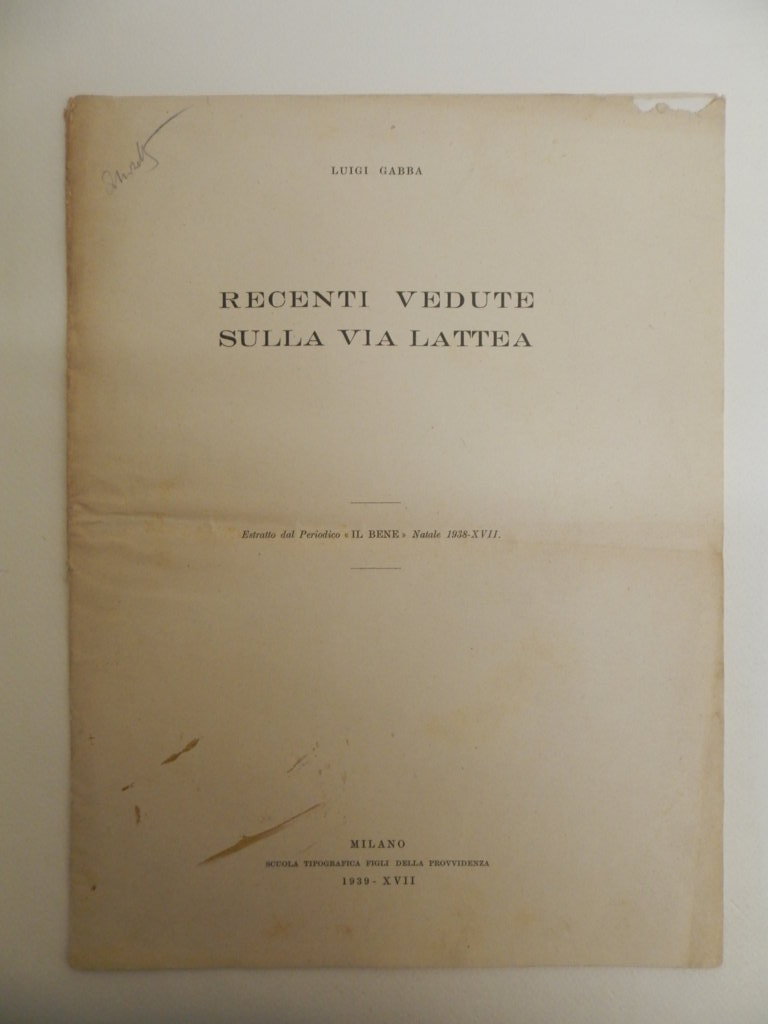 LUIGI GABBA
RECENTI VEDUTE
SULLA VIA LATTEA
Estratto dal Periodico « IL BENE » Natale 1938-XVII.
MILANO
SCUOLA TIPOGRAFICA FIGLI DELLA PROVVIDENZA
1939 - XVII